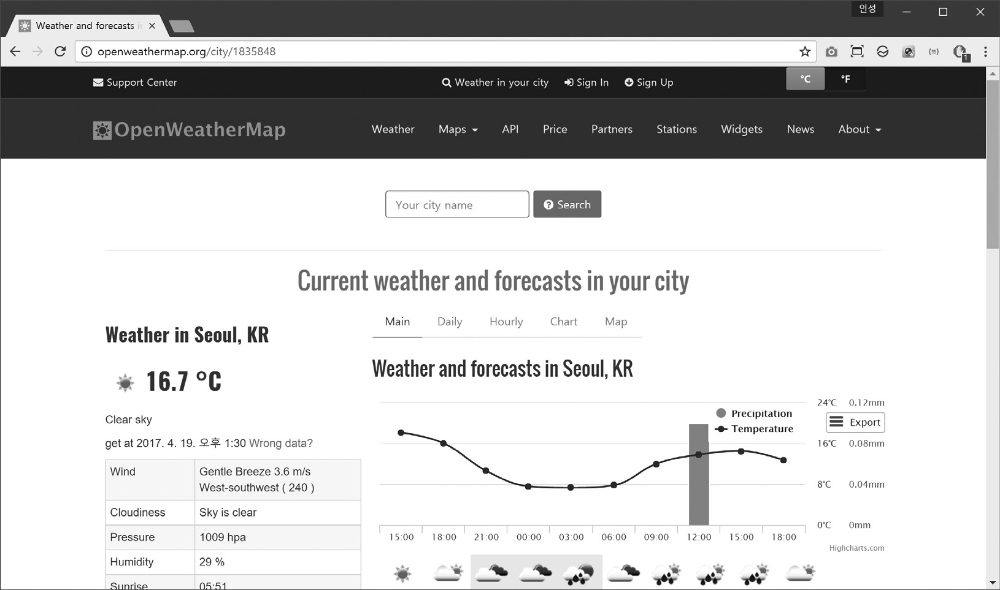 인성
Weather and forecasts i
openweathermap.org/city/1835848
1
Support Center
Weather in your city
Sign In
Sign Up
°C
°F
OpenWeatherMap
Weather
Maps
API
Price
Partners
Stations
Widgets
News
About
Your city name
Search
Current weather and forecasts in your city
Weather in Seoul, KR
16.7 °C
Clear sky
get at 2017. 4. 19. 오후 1:30 Wrong data?
Wind
Gentle Breeze 3.6 m/s
West-southwest ( 240 )
Cloudiness
Sky is clear
Pressure
1009 hpa
Humidity
29 %
Sunrise
05:51
Main
Daily
Hourly
Chart
Map
Weather and forecasts in Seoul, KR
Precipitation
Temperature
Export
24°C 0.12mm
16°C 0.08mm
8°C 0.04mm
0°C 0mm
15:00 18:00 21:00 00:00 03:00 06:00 09:00 12:00 15:00 18:00
Highcharts.com